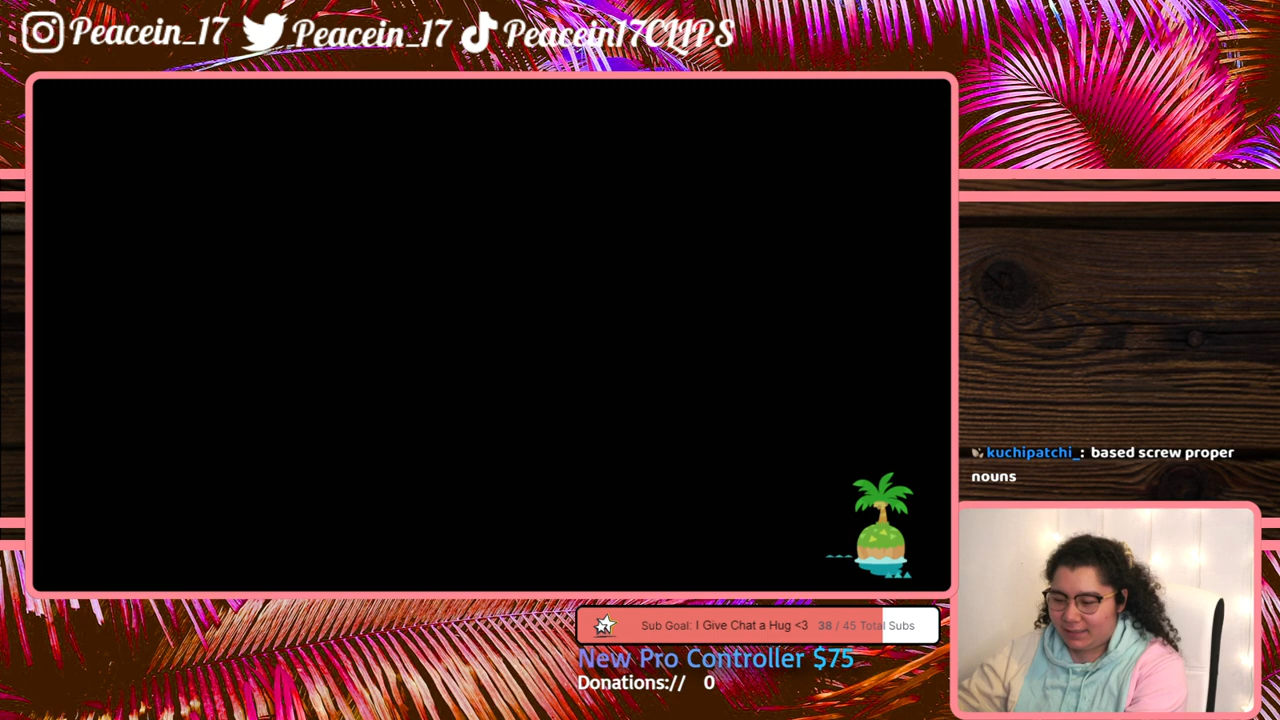 Peacein_17 Peacein_17 Peacein17CLIPS
kuchipatchi_: based screw proper
nouns
Sub Goal: I Give Chat a Hug <3 38 / 45 Total Subs
New Pro Controller $75
Donations:// 0